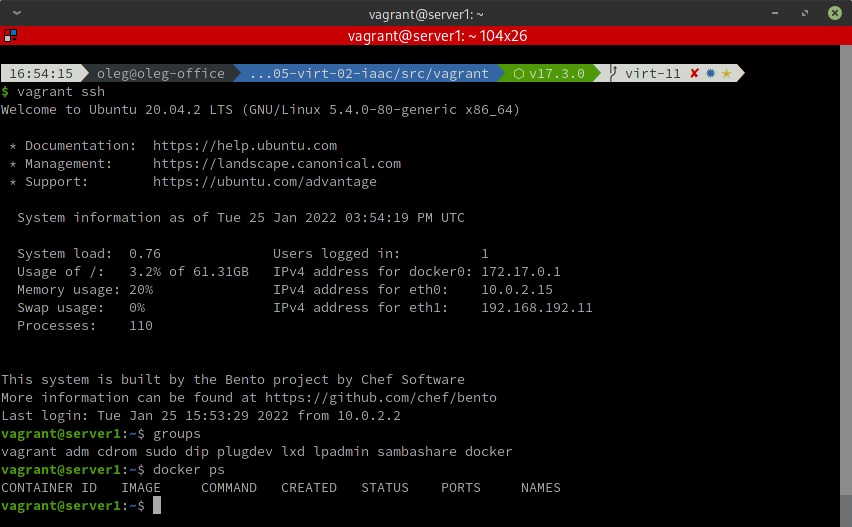 vagrant@server1: ~
vagrant@server1: ~ 104x26
16:54:15 oleg@oleg-office ...05-virt-02-iaac/src/vagrant ⬡ v17.3.0 virt-11 ✘ ✹ ★
$ vagrant ssh
Welcome to Ubuntu 20.04.2 LTS (GNU/Linux 5.4.0-80-generic x86_64)
* Documentation:  https://help.ubuntu.com
* Management:     https://landscape.canonical.com
* Support:        https://ubuntu.com/advantage
System information as of Tue 25 Jan 2022 03:54:19 PM UTC
System load:  0.76              Users logged in:          1
Usage of /:   3.2% of 61.31GB   IPv4 address for docker0: 172.17.0.1
Memory usage: 20%               IPv4 address for eth0:    10.0.2.15
Swap usage:   0%                IPv4 address for eth1:    192.168.192.11
Processes:    110
This system is built by the Bento project by Chef Software
More information can be found at https://github.com/chef/bento
Last login: Tue Jan 25 15:53:29 2022 from 10.0.2.2
vagrant@server1:~$ groups
vagrant adm cdrom sudo dip plugdev lxd lpadmin sambashare docker
vagrant@server1:~$ docker ps
CONTAINER ID   IMAGE     COMMAND   CREATED   STATUS    PORTS     NAMES
vagrant@server1:~$